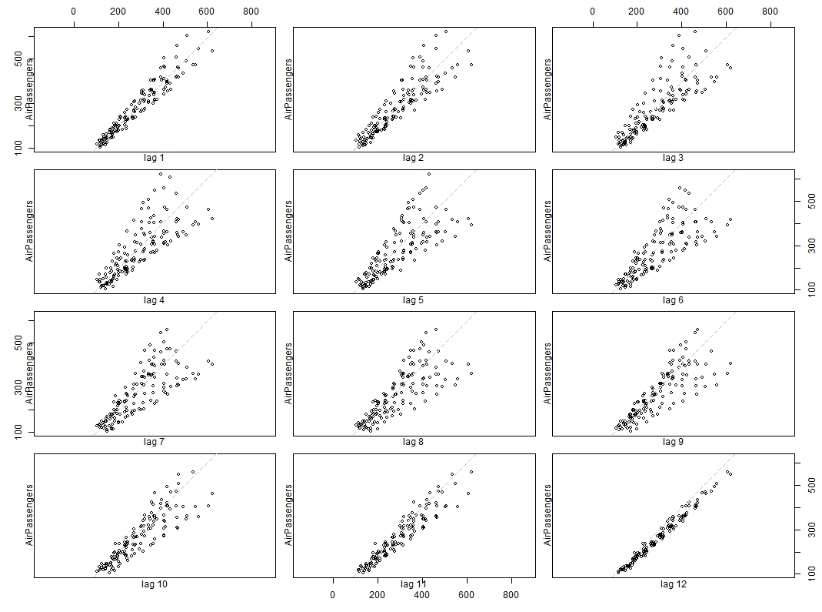 0 200 400 600 800
0 200 400 600 800
AirPassengers
100 300 500
lag 1
AirPassengers
lag 2
AirPassengers
lag 3
AirPassengers
lag 4
AirPassengers
lag 5
AirPassengers
lag 6
100 300 500
AirPassengers
100 300 500
lag 7
AirPassengers
lag 8
AirPassengers
lag 9
AirPassengers
lag 10
AirPassengers
lag 11
AirPassengers
lag 12
100 300 500
0 200 400 600 800